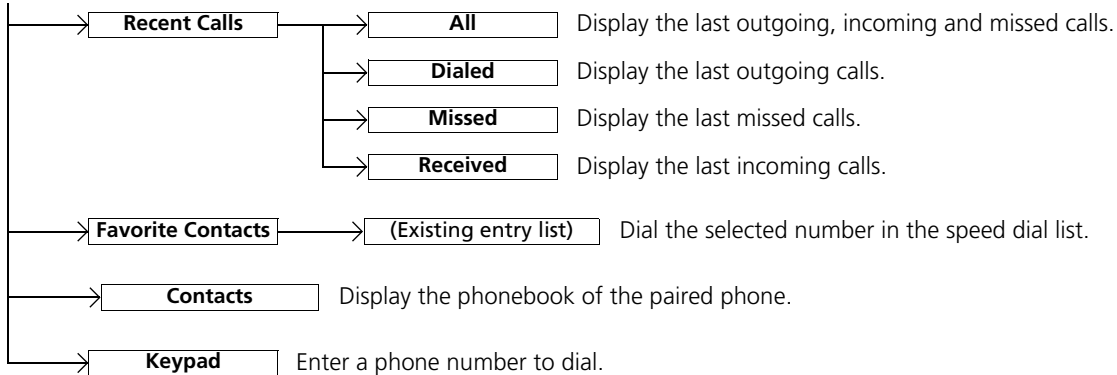 Recent Calls All Display the last outgoing, incoming and missed calls.
Dialed Display the last outgoing calls.
Missed Display the last missed calls.
Received Display the last incoming calls.
Favorite Contacts (Existing entry list) Dial the selected number in the speed dial list.
Contacts Display the phonebook of the paired phone.
Keypad Enter a phone number to dial.